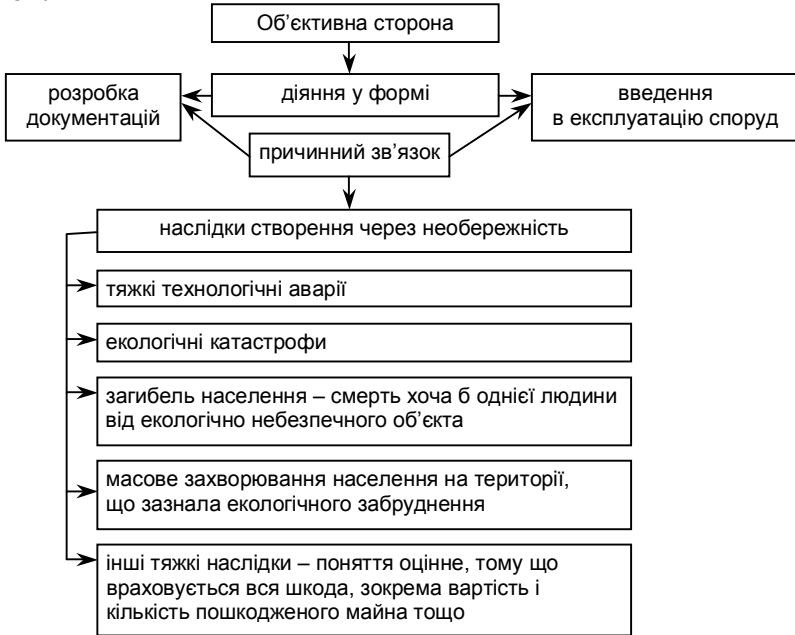 Об’єктивна сторона
розробка
документацій
діяння у формі
введення
в експлуатацію споруд
причинний зв’язок
наслідки створення через необережність
тяжкі технологічні аварії
екологічні катастрофи
загибель населення – смерть хоча б однієї людини
від екологічно небезпечного об’єкта
масове захворювання населення на території,
що зазнала екологічного забруднення
інші тяжкі наслідки – поняття оцінне, тому що
враховується вся шкода, зокрема вартість і
кількість пошкодженого майна тощо